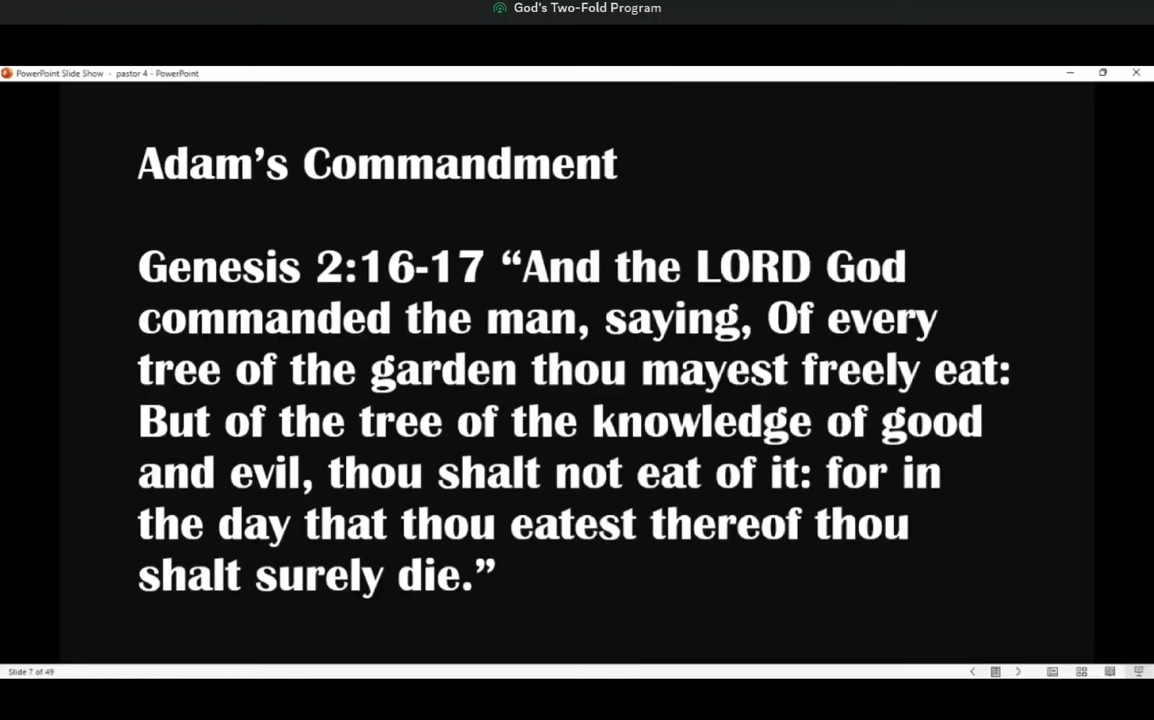 God's Two-Fold Program
PowerPoint Slide Show - pastor 4 - PowerPoint
Adam’s Commandment
Genesis 2:16-17 “And the LORD God
commanded the man, saying, Of every
tree of the garden thou mayest freely eat:
But of the tree of the knowledge of good
and evil, thou shalt not eat of it: for in
the day that thou eatest thereof thou
shalt surely die.”
Slide 7 of 49